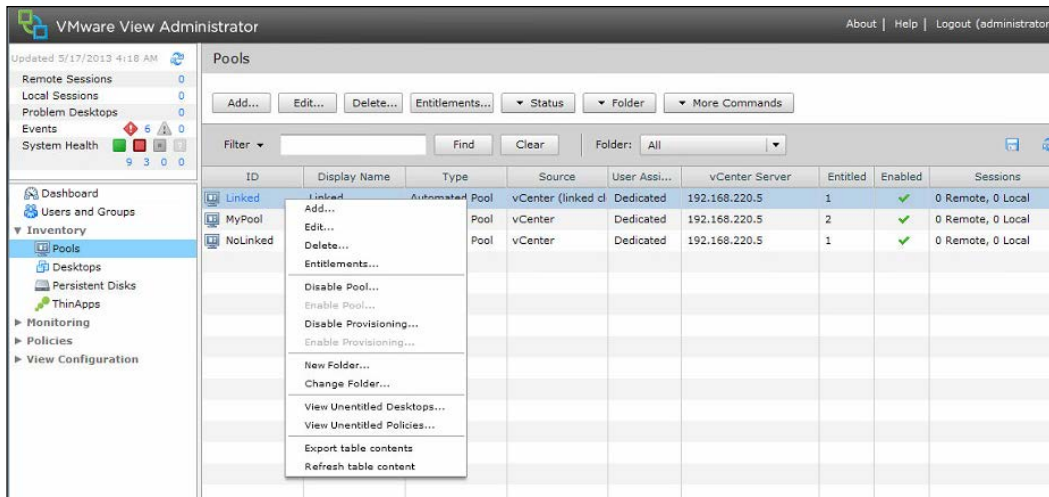 VMware View Administrator
About | Help | Logout (administrator
Updated 5/17/2013 4:18 AM
Remote Sessions 0
Local Sessions 0
Problem Desktops 0
Events 6 0
System Health
9 3 0 0
Dashboard
Users and Groups
Inventory
Pools
Desktops
Persistent Disks
ThinApps
Monitoring
Policies
View Configuration
Pools
Add... Edit... Delete... Entitlements... Status Folder More Commands
Filter Find Clear Folder: All
ID Display Name Type Source User Assi... vCenter Server Entitled Enabled Sessions
Linked Linked Automated Pool vCenter (linked cl Dedicated 192.168.220.5 1 0 Remote, 0 Local
MyPool Pool vCenter Dedicated 192.168.220.5 2 0 Remote, 0 Local
NoLinked Pool vCenter Dedicated 192.168.220.5 1 0 Remote, 0 Local
Add...
Edit...
Delete...
Entitlements...
Disable Pool...
Enable Pool...
Disable Provisioning...
Enable Provisioning...
New Folder...
Change Folder...
View Unentitled Desktops...
View Unentitled Policies...
Export table contents
Refresh table content